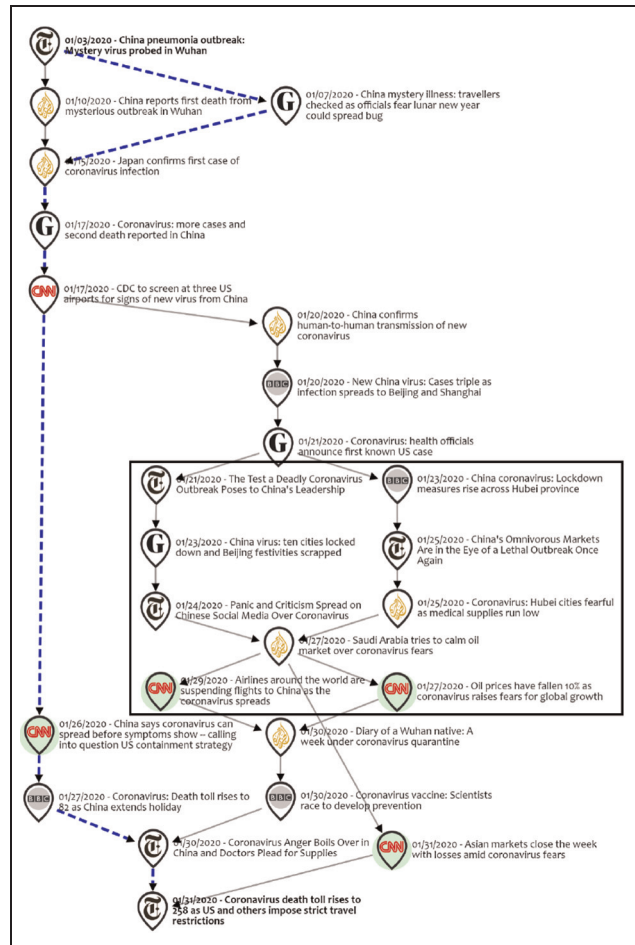 01/03/2020 - China pneumonia outbreak:
Mystery virus probed in Wuhan
01/07/2020 - China mystery illness: travellers
checked as officials fear lunar new year
could spread bug
01/10/2020 - China reports first death from
mysterious outbreak in Wuhan
G
/15/2020 - Japan confirms first case of
coronavirus infection
G
01/17/2020 - Coronavirus: more cases and
second death reported in China
CNN
01/17/2020 - CDC to screen at three US
airports for signs of new virus from China
01/20/2020 - China confirms
human-to-human transmission of new
coronavirus
BBC
01/20/2020 - New China virus: Cases triple as
infection spreads to Beijing and Shanghai
G
01/21/2020 - Coronavirus: health officials
announce first known US case
01/21/2020 - The Test a Deadly Coronavirus
Outbreak Poses to China's Leadership
BBC
01/23/2020 - China coronavirus: Lockdown
measures rise across Hubei province
G
01/23/2020 - China virus: ten cities locked
down and Beijing festivities scrapped
01/25/2020 - China's Omnivorous Markets
Are in the Eye of a Lethal Outbreak Once
Again
01/24/2020 - Panic and Criticism Spread on
Chinese Social Media Over Coronavirus
01/25/2020 - Coronavirus: Hubei cities fearful
as medical supplies run low
01/27/2020 - Saudi Arabia tries to calm oil
market over coronavirus fears
CNN
01/29/2020 - Airlines around the world are
suspending flights to China as the
coronavirus spreads
CNN
01/27/2020 - Oil prices have fallen 10% as
coronavirus raises fears for global growth
CNN
01/26/2020 - China says coronavirus can
spread before symptoms show – calling
into question US containment strategy
01/30/2020 - Diary of a Wuhan native: A
week under coronavirus quarantine
BBC
01/27/2020 - Coronavirus: Death toll rises to
82 as China extends holiday
BBC
01/30/2020 - Coronavirus vaccine: Scientists
race to develop prevention
01/30/2020 - Coronavirus Anger Boils Over in
China and Doctors Plead for Supplies
CNN
01/31/2020 - Asian markets close the week
with losses amid coronavirus fears
01/31/2020 - Coronavirus death toll rises to
258 as US and others impose strict travel
restrictions